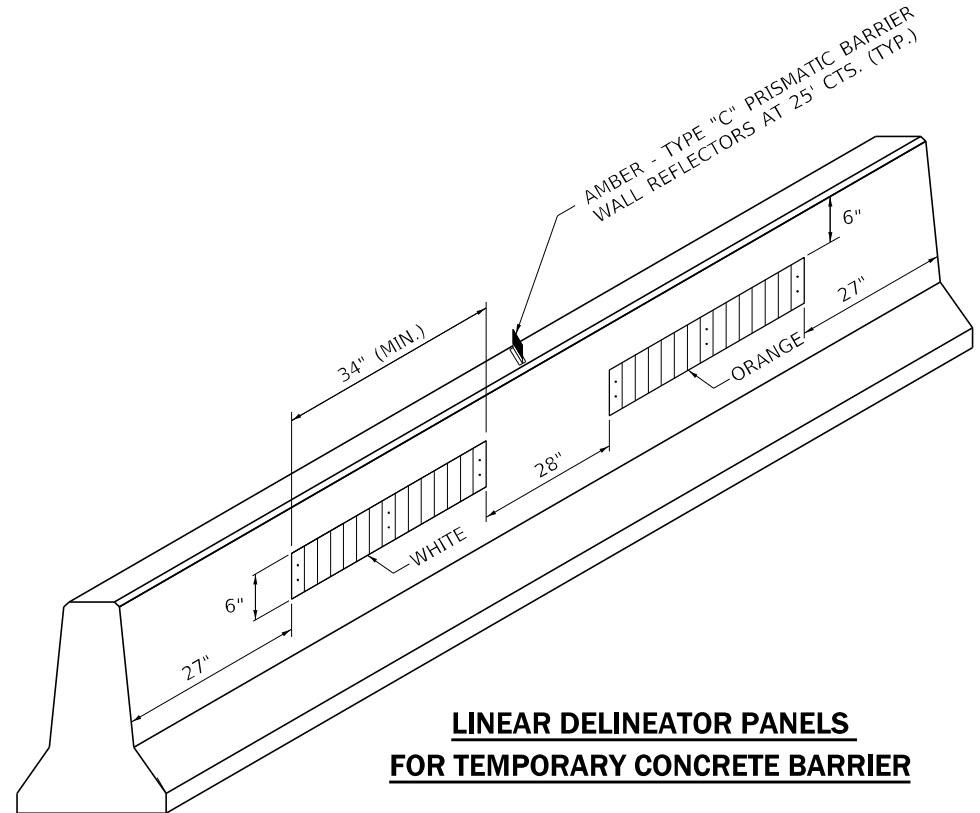 AMBER - TYPE "C" PRISMATIC BARRIER
WALL REFLECTORS AT 25' CTS. (TYP.)
6"
27"
34" (MIN.)
ORANGE
28"
WHITE
6"
27"
LINEAR DELINEATOR PANELS
FOR TEMPORARY CONCRETE BARRIER